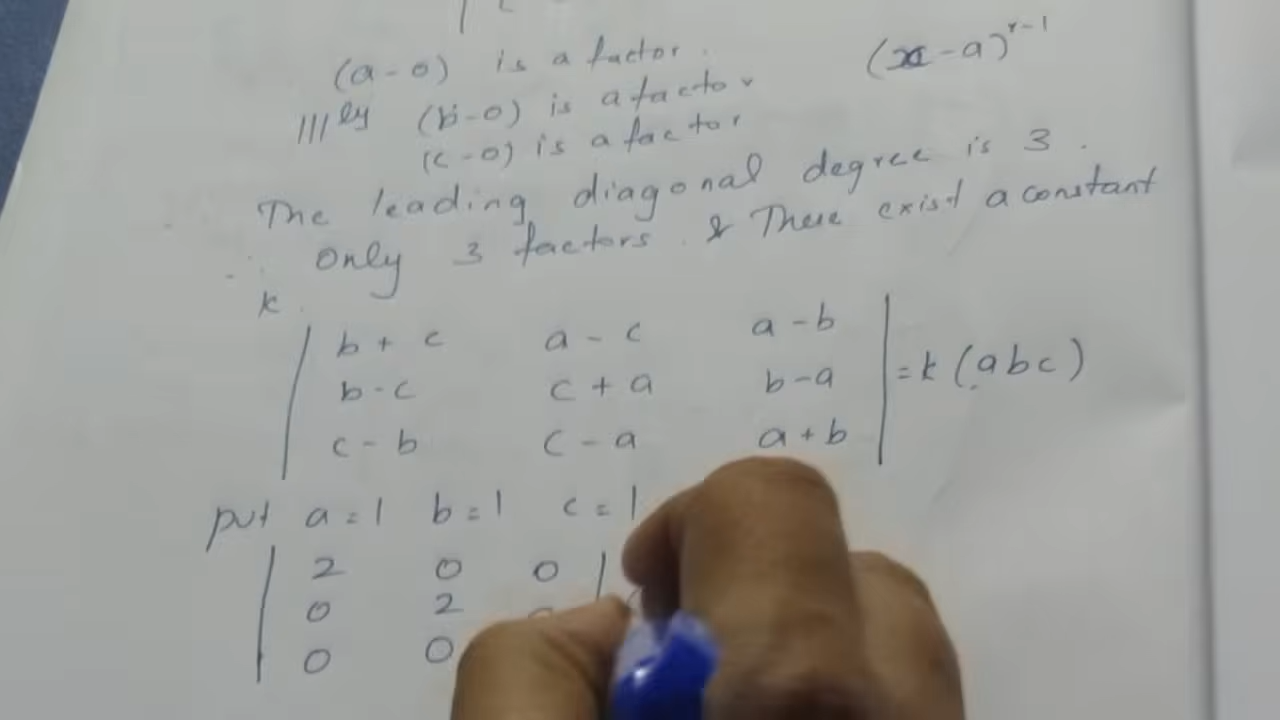 (a-0) is a factor.
(x-a)^{r-1}
|||ly (b-0) is a factor
(c-0) is a factor
The leading diagonal degree is 3.
∴ only 3 factors. & There exist a constant
k.
| b + c a - c a - b |
| b - c c + a b - a | = k (abc)
| c - b c - a a + b |
put a = 1 b = 1 c = 1
| 2 0 0 |
| 0 2
| 0 0